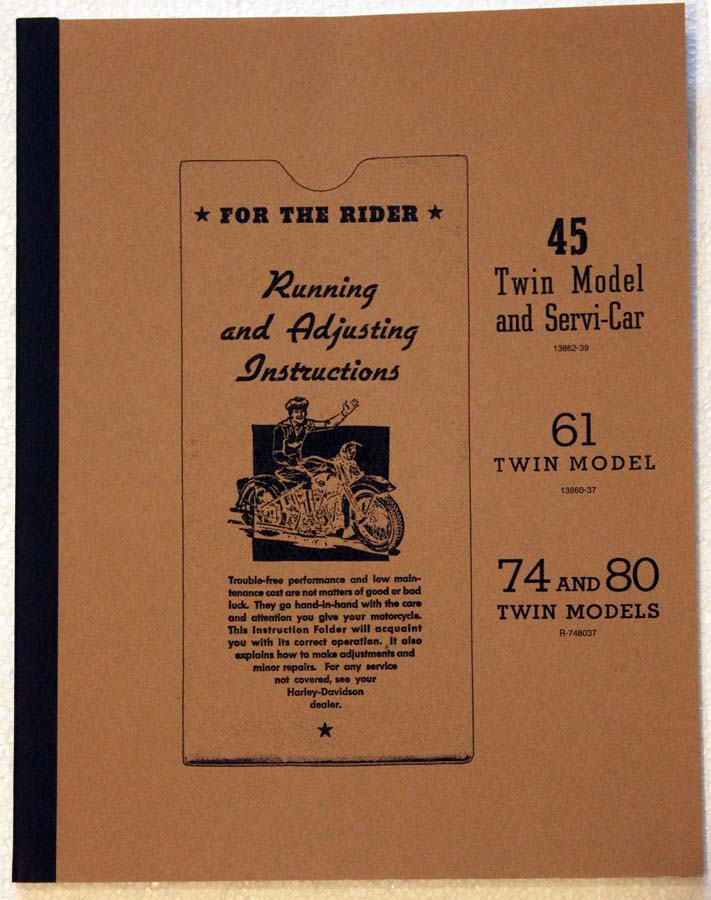 ★ FOR THE RIDER ★
Running
and Adjusting
Instructions
Trouble-free performance and low main-
tenance cost are not matters of good or bad
luck. They go hand-in-hand with the care
and attention you give your motorcycle.
This Instruction Folder will acquaint
you with its correct operation. It also
explains how to make adjustments and
minor repairs. For any service
not covered, see your
Harley-Davidson
dealer.
★
45
Twin Model
and Servi-Car
13862-39
61
TWIN MODEL
13860-37
74 AND 80
TWIN MODELS
R-748037